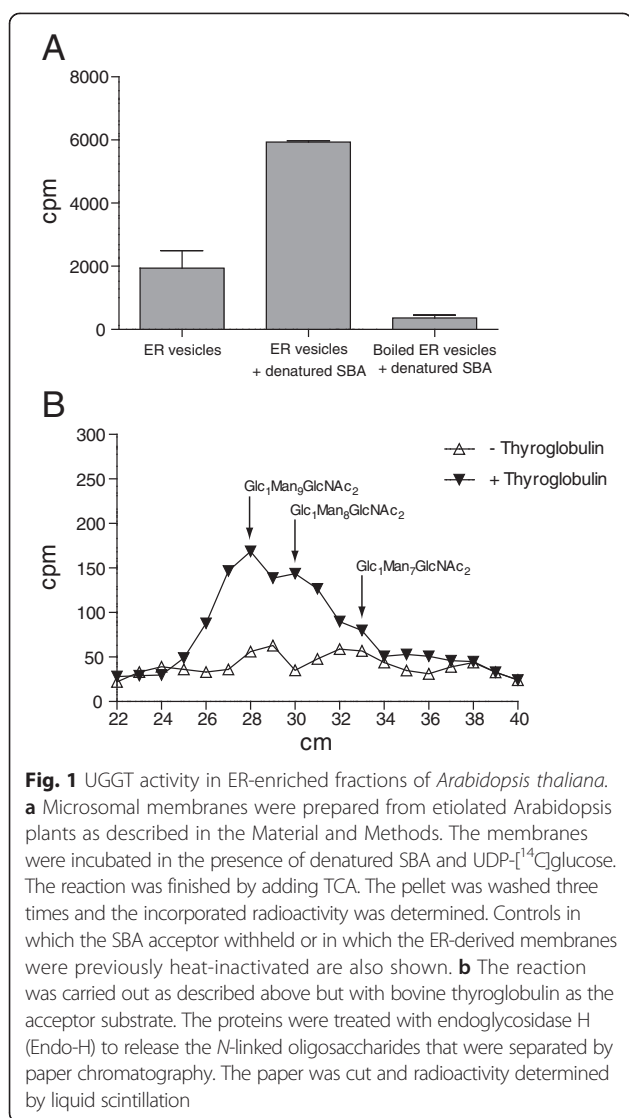 A
8000
6000
4000
2000
0
cpm
ER vesicles
ER vesicles
+ denatured SBA
Boiled ER vesicles
+ denatured SBA
B
300
250
200
150
100
50
0
cpm
- Thyroglobulin
+ Thyroglobulin
Glc₁Man₉GlcNAc₂
Glc₁Man₈GlcNAc₂
Glc₁Man₇GlcNAc₂
22 24 26 28 30 32 34 36 38 40
cm
Fig. 1 UGGT activity in ER-enriched fractions of Arabidopsis thaliana.
a Microsomal membranes were prepared from etiolated Arabidopsis
plants as described in the Material and Methods. The membranes
were incubated in the presence of denatured SBA and UDP-[¹⁴C]glucose.
The reaction was finished by adding TCA. The pellet was washed three
times and the incorporated radioactivity was determined. Controls in
which the SBA acceptor withheld or in which the ER-derived membranes
were previously heat-inactivated are also shown. b The reaction
was carried out as described above but with bovine thyroglobulin as the
acceptor substrate. The proteins were treated with endoglycosidase H
(Endo-H) to release the N-linked oligosaccharides that were separated by
paper chromatography. The paper was cut and radioactivity determined
by liquid scintillation